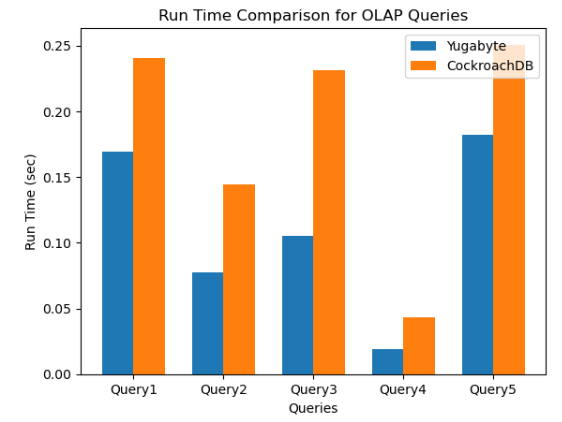 Run Time Comparison for OLAP Queries
Yugabyte
CockroachDB
0.25
0.20
0.15
0.10
0.05
0.00
Run Time (sec)
Query1 Query2 Query3 Query4 Query5
Queries